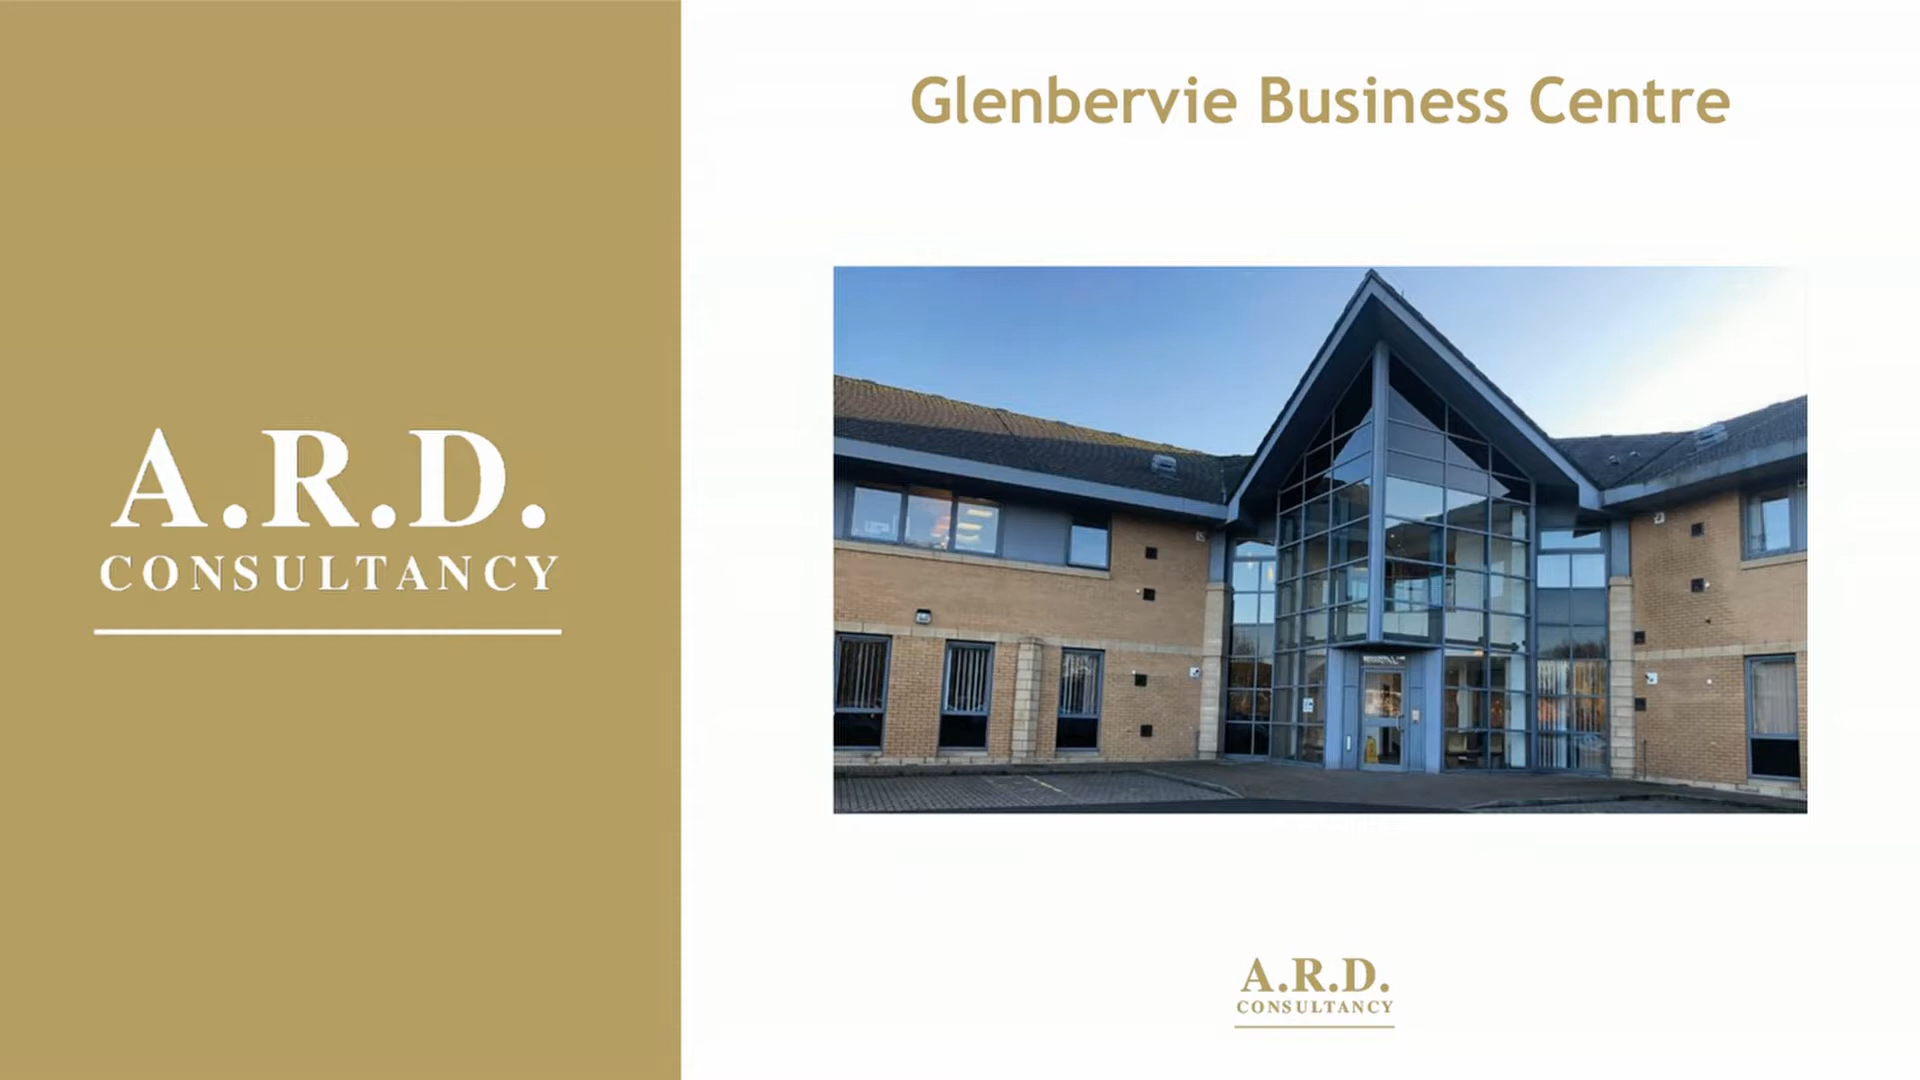 A.R.D.
CONSULTANCY
Glenbervie Business Centre
A.R.D.
CONSULTANCY